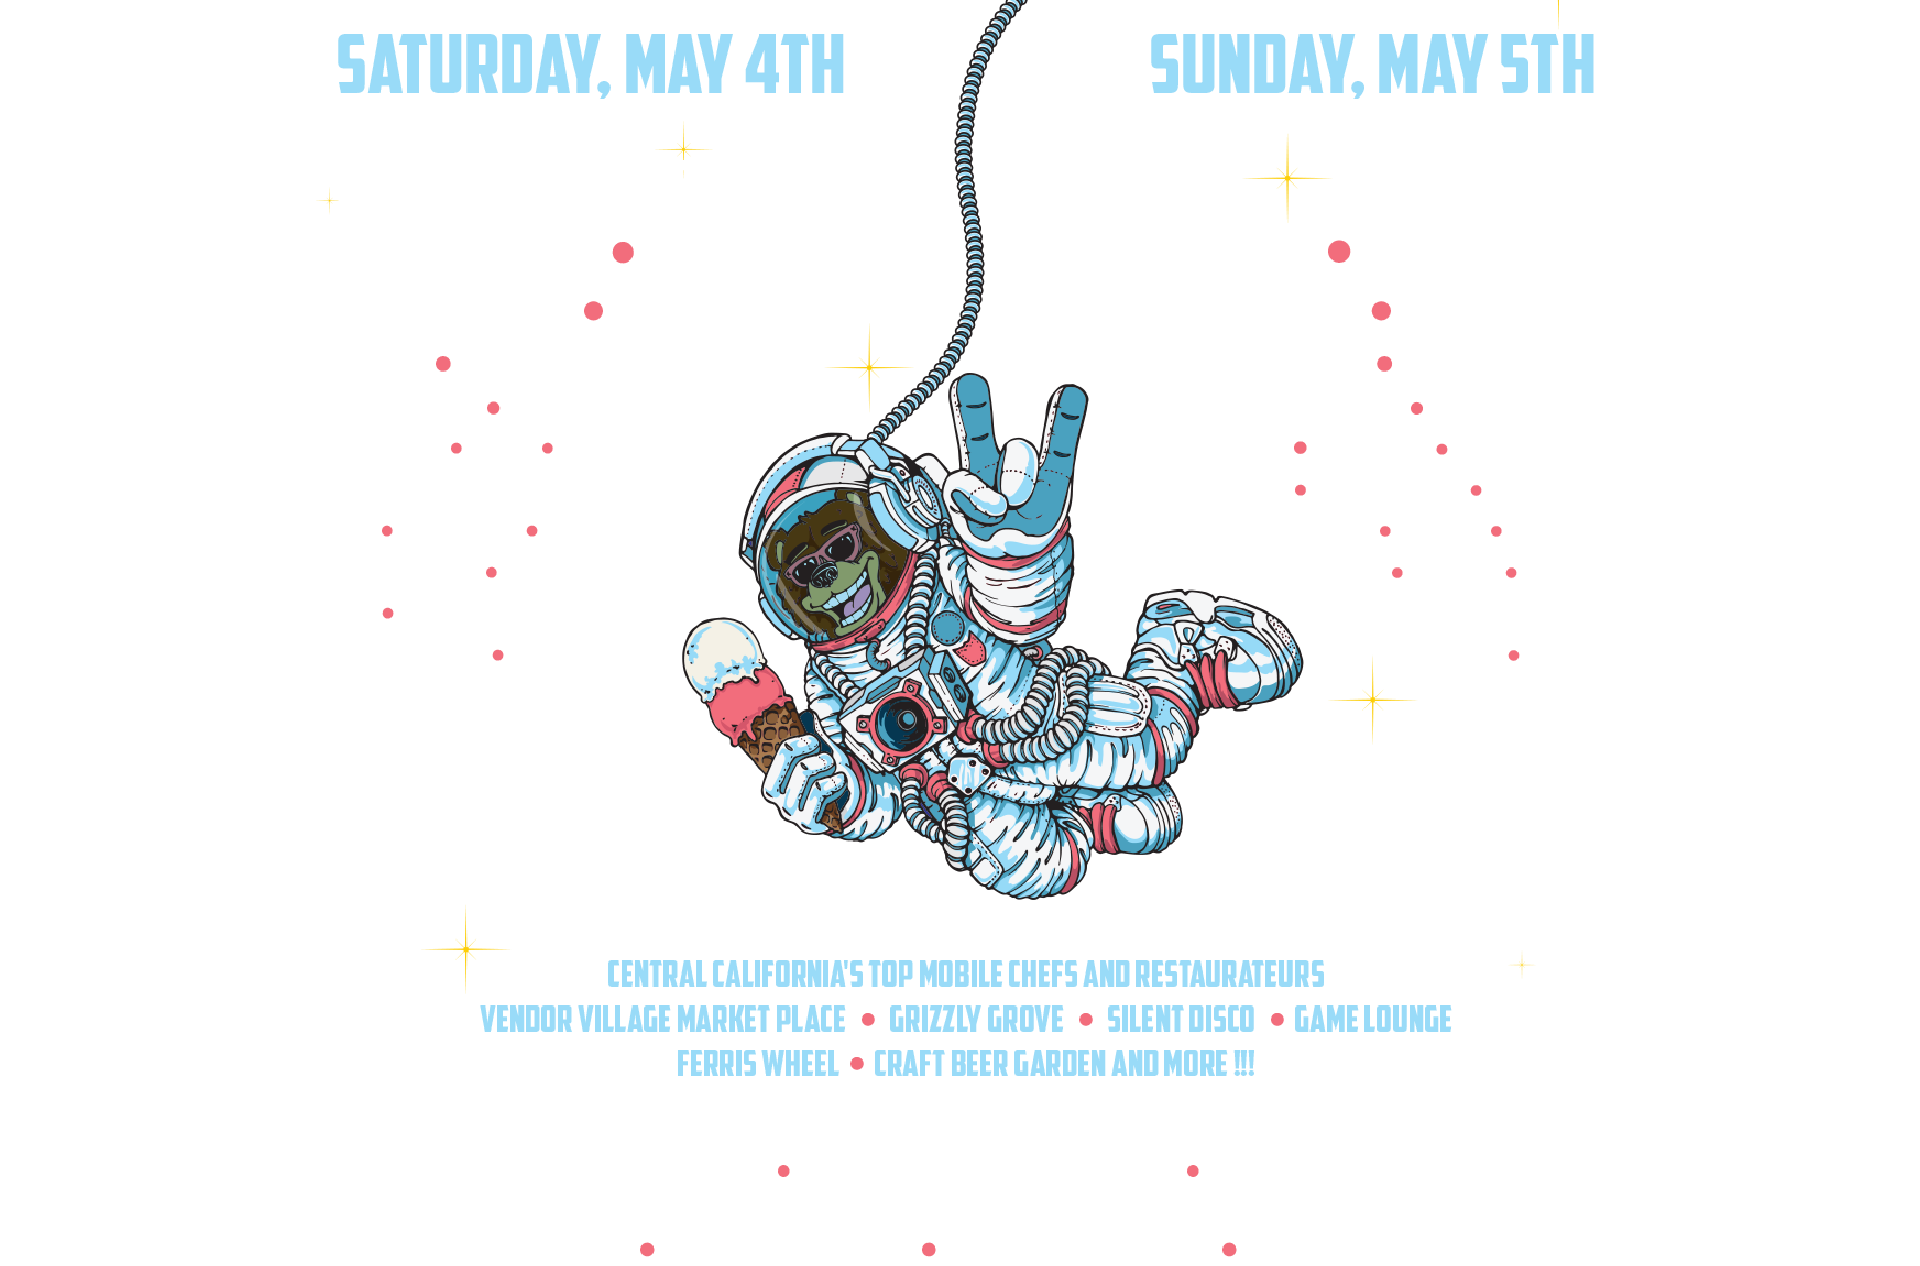 SATURDAY, MAY 4TH
SUNDAY, MAY 5TH
CENTRAL CALIFORNIA'S TOP MOBILE CHEFS AND RESTAURATEURS
VENDOR VILLAGE MARKET PLACE • GRIZZLY GROVE • SILENT DISCO • GAME LOUNGE
FERRIS WHEEL • CRAFT BEER GARDEN AND MORE !!!